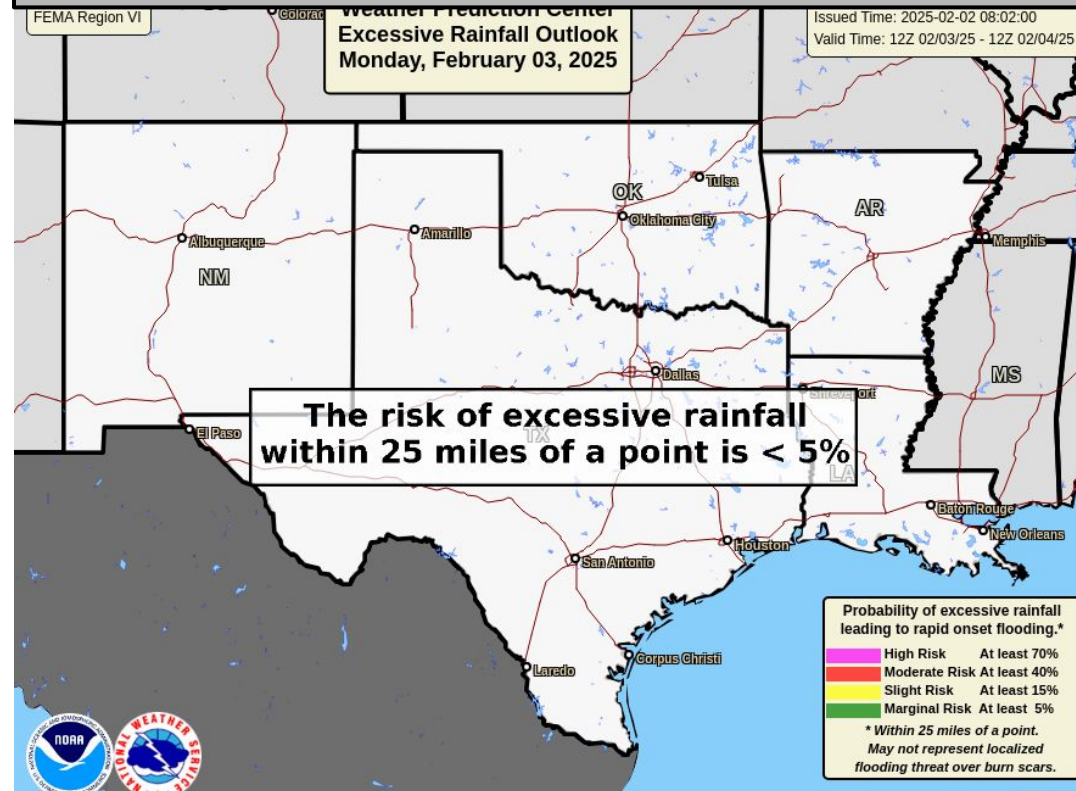 FEMA Region VI
Weather Prediction Center
Excessive Rainfall Outlook
Monday, February 03, 2025
Issued Time: 2025-02-02 08:02:00
Valid Time: 12Z 02/03/25 - 12Z 02/04/25
Colorad
OK
Tulsa
AR
Oklahoma City
Amarillo
Albuquerque
Memphis
NM
Dallas
MS
Shreveport
The risk of excessive rainfall
within 25 miles of a point is < 5%
El Paso
TX
LA
Baton Rouge
New Orleans
Houston
San Antonio
Laredo
Corpus Christi
Probability of excessive rainfall
leading to rapid onset flooding.*
High Risk At least 70%
Moderate Risk At least 40%
Slight Risk At least 15%
Marginal Risk At least 5%
* Within 25 miles of a point.
May not represent localized
flooding threat over burn scars.
NOAA
NATIONAL WEATHER SERVICE